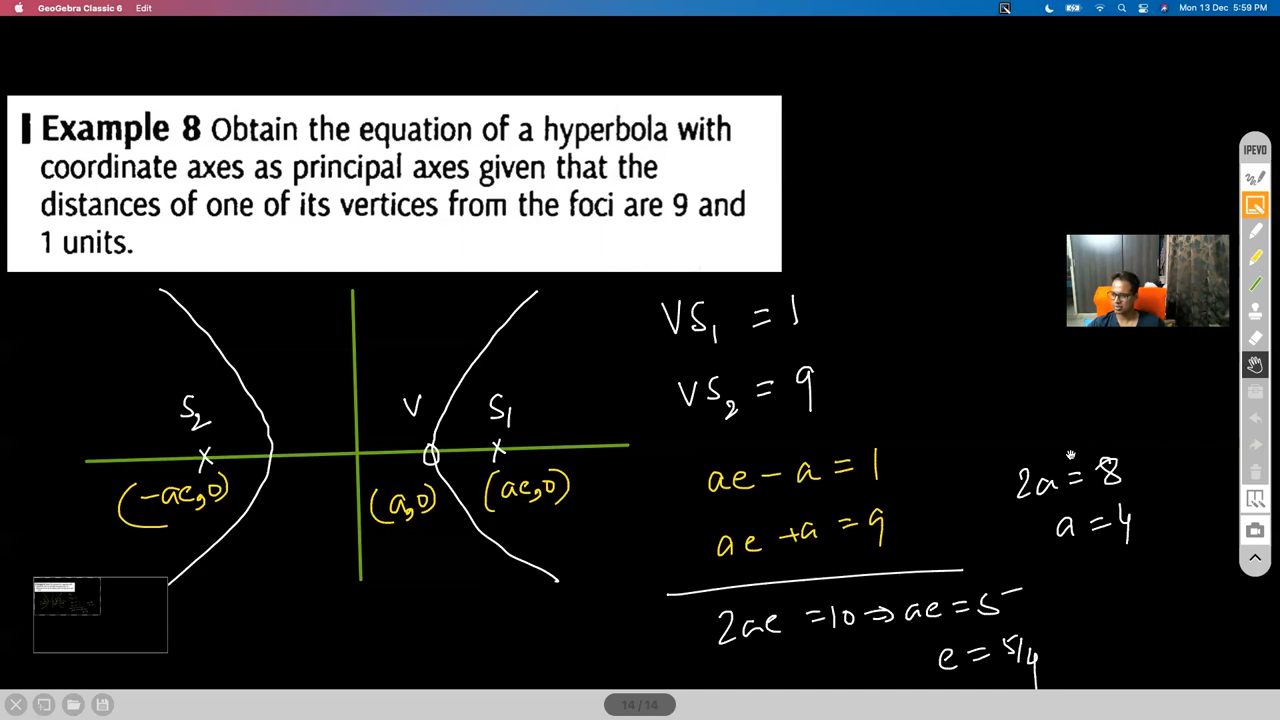 GeoGebra Classic 6 Edit
Mon 13 Dec 5:59 PM
IPEVO
Example 8 Obtain the equation of a hyperbola with
coordinate axes as principal axes given that the
distances of one of its vertices from the foci are 9 and
1 units.
VS₁ = 1
VS₂ = 9
S₂ V S₁
(-ae,0) (a,0) (ae,0)
ae - a = 1
ae + a = 9
2a = 8
a = 4
2ae = 10 ⇒ ae = 5
e = 5/4
14 / 14